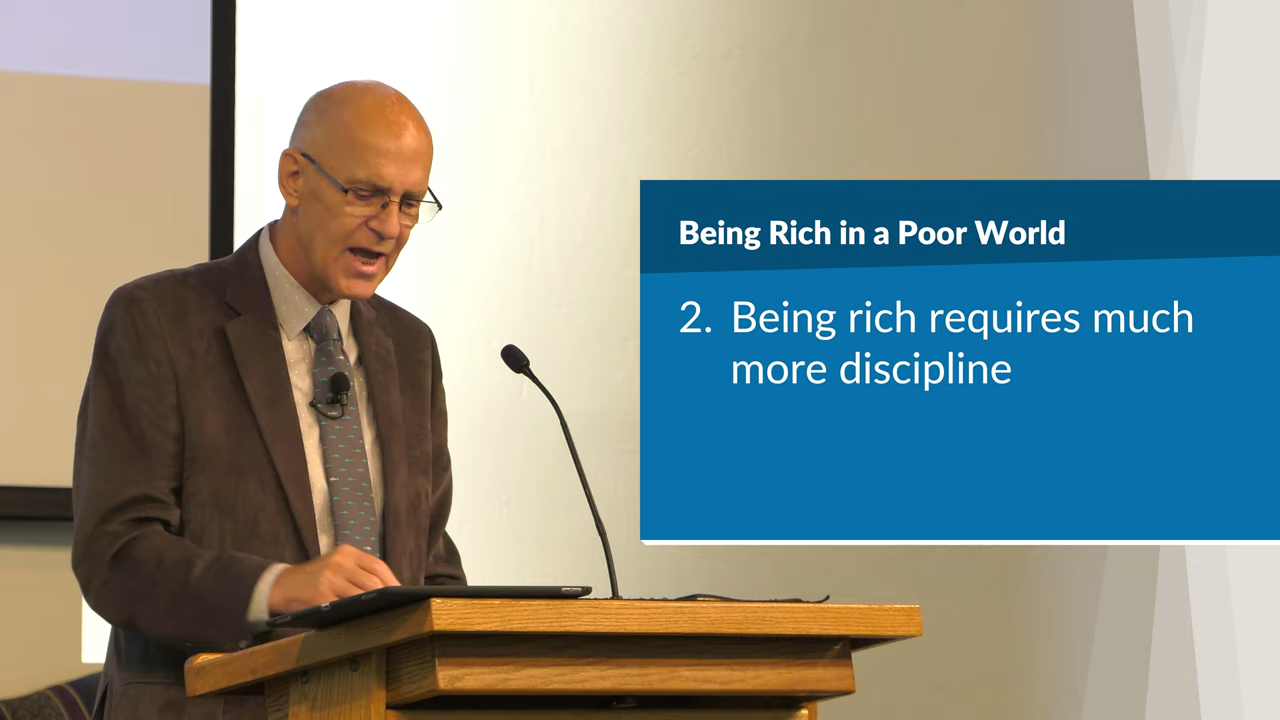 Being Rich in a Poor World
2. Being rich requires much
more discipline